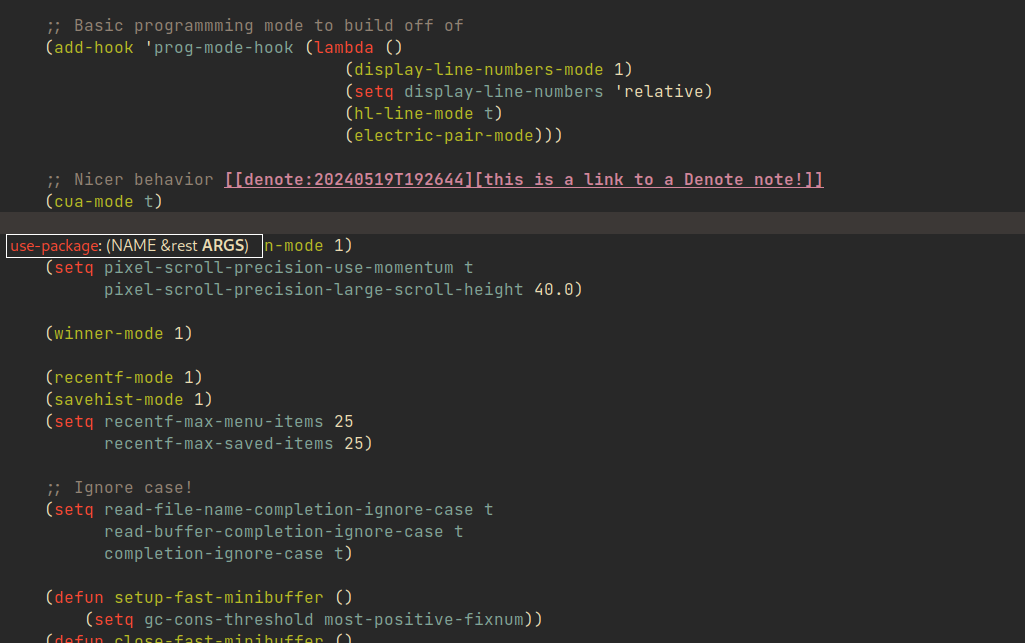 ;; Basic programmming mode to build off of
(add-hook 'prog-mode-hook (lambda ()
(display-line-numbers-mode 1)
(setq display-line-numbers 'relative)
(hl-line-mode t)
(electric-pair-mode)))
;; Nicer behavior [[denote:20240519T192644][this is a link to a Denote note!]]
(cua-mode t)
use-package: (NAME &rest ARGS) n-mode 1)
(setq pixel-scroll-precision-use-momentum t
pixel-scroll-precision-large-scroll-height 40.0)
(winner-mode 1)
(recentf-mode 1)
(savehist-mode 1)
(setq recentf-max-menu-items 25
recentf-max-saved-items 25)
;; Ignore case!
(setq read-file-name-completion-ignore-case t
read-buffer-completion-ignore-case t
completion-ignore-case t)
(defun setup-fast-minibuffer ()
(setq gc-cons-threshold most-positive-fixnum))
(defun close-fast-minibuffer ()